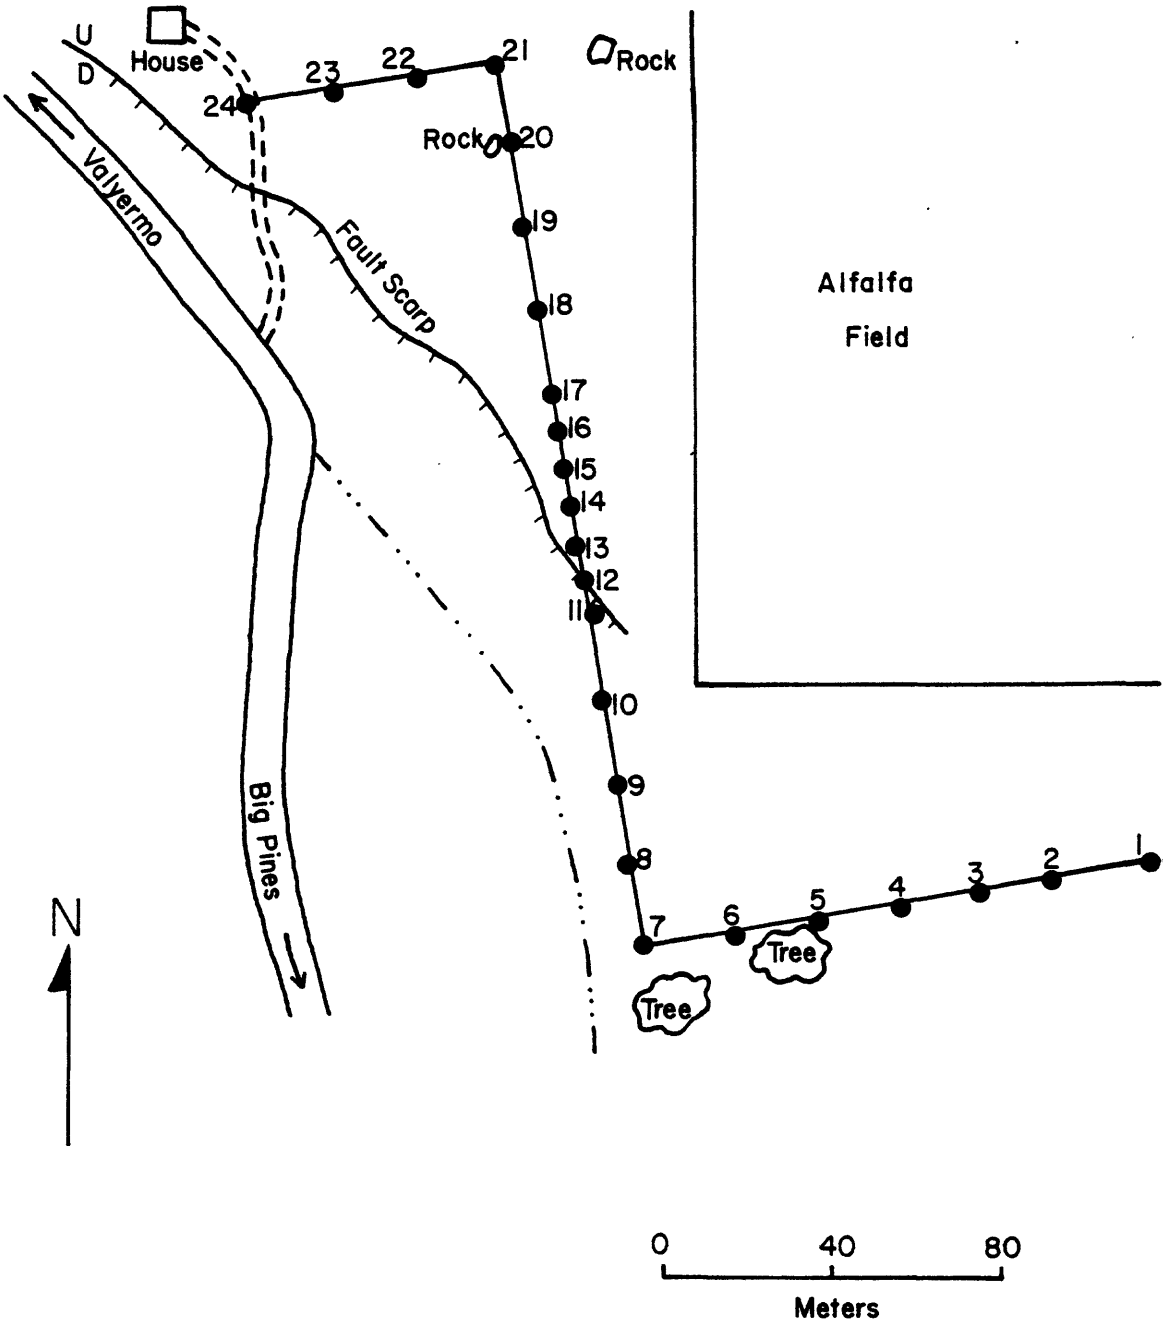 U
House
D
21
22
23
24
Rock
Rock
20
Valyermo
19
Fault Scarp
Alfalfa
Field
18
17
16
15
14
13
12
11
10
9
Big Pines
8
7
6
5
4
3
2
1
Tree
Tree
N
0 40 80
Meters